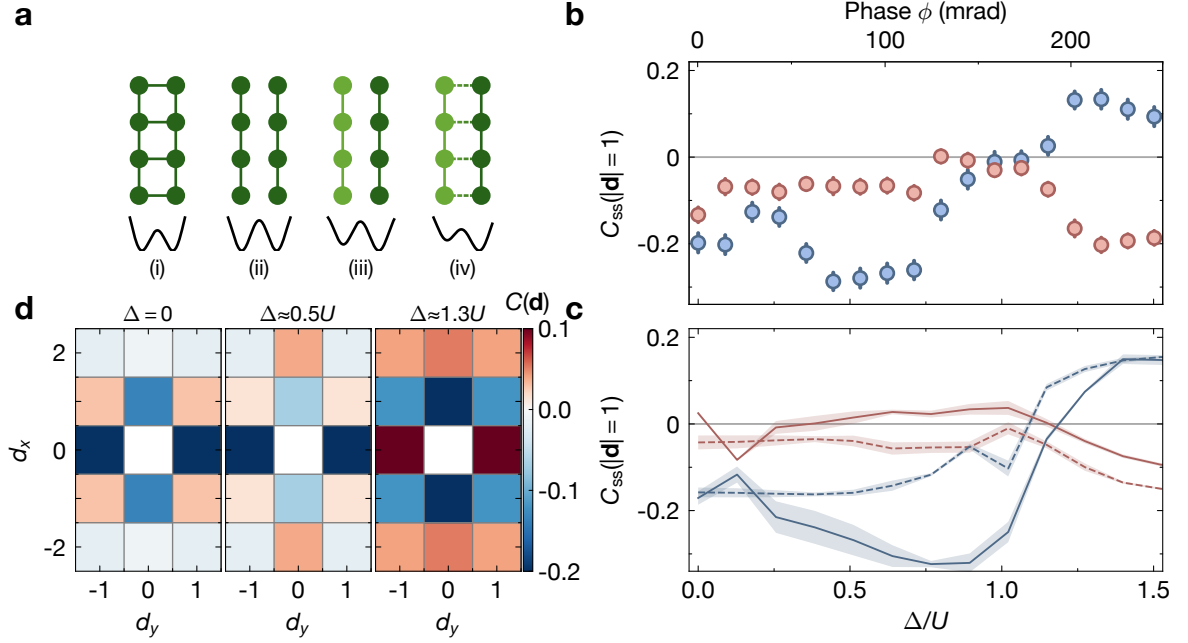 a
(i) (ii) (iii) (iv)
b
Phase ϕ (mrad)
0 100 200
0.2
0
-0.2
C_ss(|d| = 1)
c
0.2
0
-0.2
C_ss(|d| = 1)
0.0 0.5 1.0 1.5
Δ/U
d
Δ = 0 Δ≈0.5U Δ≈1.3U C(d)
2
0
-2
d_x
-1 0 1 -1 0 1 -1 0 1
d_y d_y d_y
0.1
0.0
-0.1
-0.2